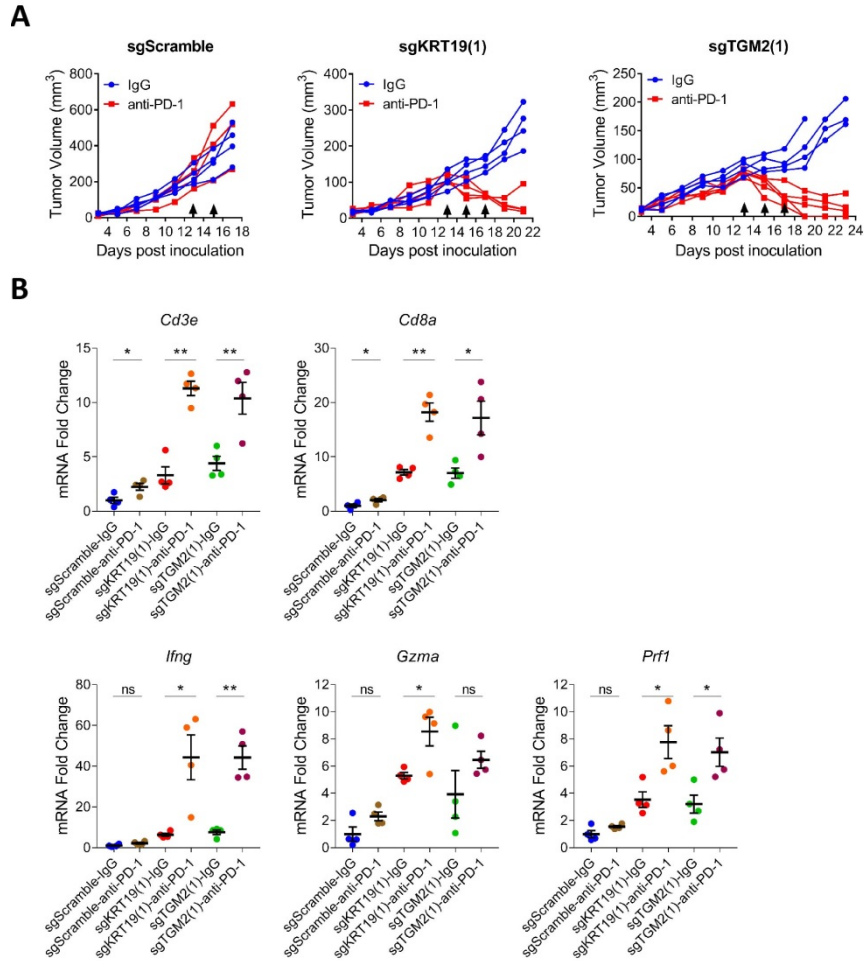 A
sgScramble
sgKRT19(1)
sgTGM2(1)
Tumor Volume (mm3)
800
600
400
200
0
IgG
anti-PD-1
4 6 8 10 12 14 16 18
Days post inoculation
Tumor Volume (mm3)
400
300
200
100
0
IgG
anti-PD-1
4 6 8 10 12 14 16 18 20 22
Days post inoculation
Tumor Volume (mm3)
250
200
150
100
50
0
IgG
anti-PD-1
4 6 8 10 12 14 16 18 20 22 24
Days post inoculation
B
Cd3e
mRNA Fold Change
15
10
5
0
* ** **
sgScramble-IgG
sgScramble-anti-PD-1
sgKRT19(1)-IgG
sgKRT19(1)-anti-PD-1
sgTGM2(1)-IgG
sgTGM2(1)-anti-PD-1
Cd8a
mRNA Fold Change
30
20
10
0
* ** *
sgScramble-IgG
sgScramble-anti-PD-1
sgKRT19(1)-IgG
sgKRT19(1)-anti-PD-1
sgTGM2(1)-IgG
sgTGM2(1)-anti-PD-1
Ifng
mRNA Fold Change
80
60
40
20
0
ns * **
sgScramble-IgG
sgScramble-anti-PD-1
sgKRT19(1)-IgG
sgKRT19(1)-anti-PD-1
sgTGM2(1)-IgG
sgTGM2(1)-anti-PD-1
Gzma
mRNA Fold Change
12
10
8
6
4
2
0
ns * ns
sgScramble-IgG
sgScramble-anti-PD-1
sgKRT19(1)-IgG
sgKRT19(1)-anti-PD-1
sgTGM2(1)-IgG
sgTGM2(1)-anti-PD-1
Prf1
mRNA Fold Change
12
10
8
6
4
2
0
ns * *
sgScramble-IgG
sgScramble-anti-PD-1
sgKRT19(1)-IgG
sgKRT19(1)-anti-PD-1
sgTGM2(1)-IgG
sgTGM2(1)-anti-PD-1